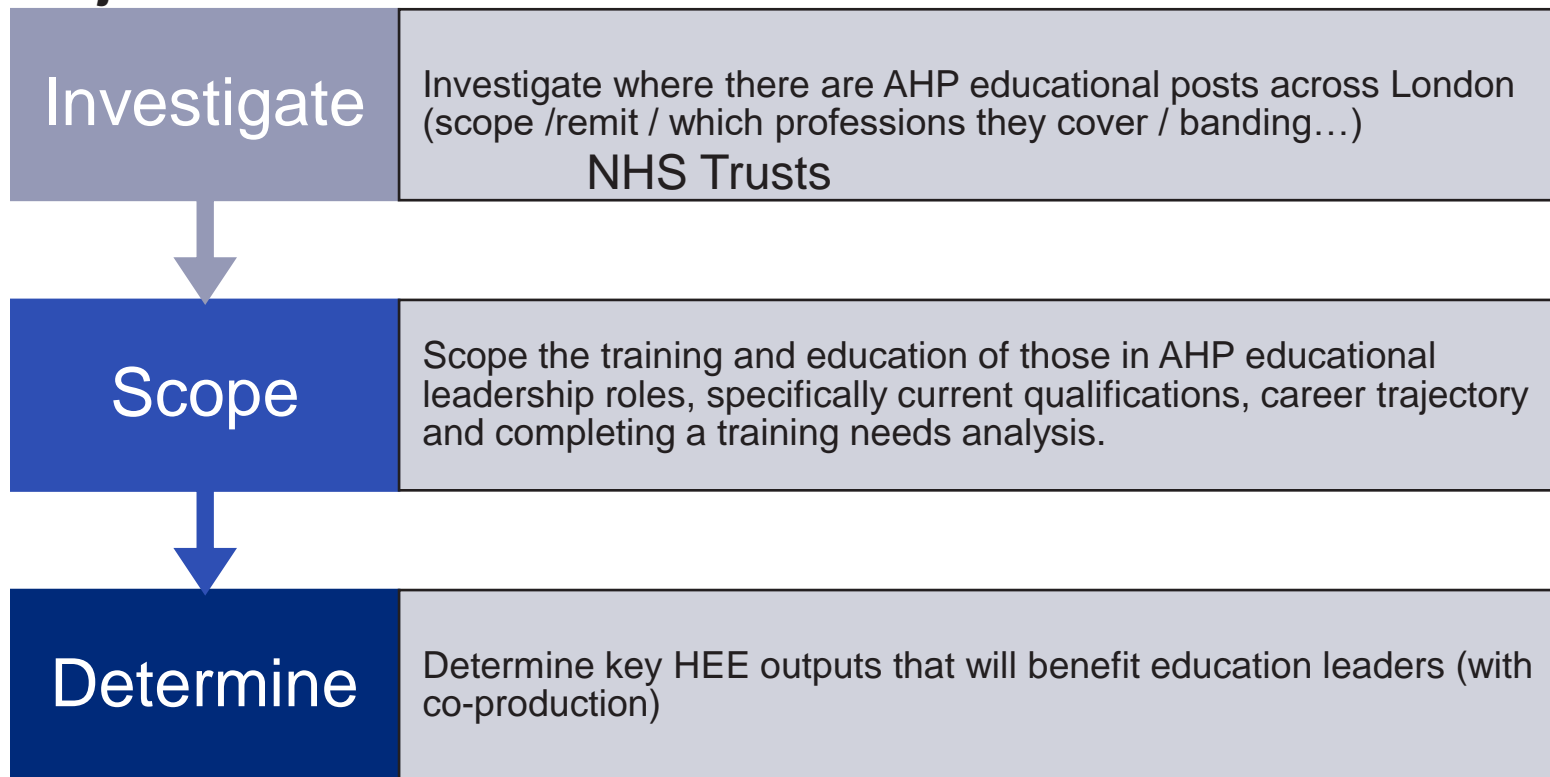 Investigate
Investigate where there are AHP educational posts across London
(scope /remit / which professions they cover / banding…)
NHS Trusts
Scope
Scope the training and education of those in AHP educational
leadership roles, specifically current qualifications, career trajectory
and completing a training needs analysis.
Determine
Determine key HEE outputs that will benefit education leaders (with
co-production)